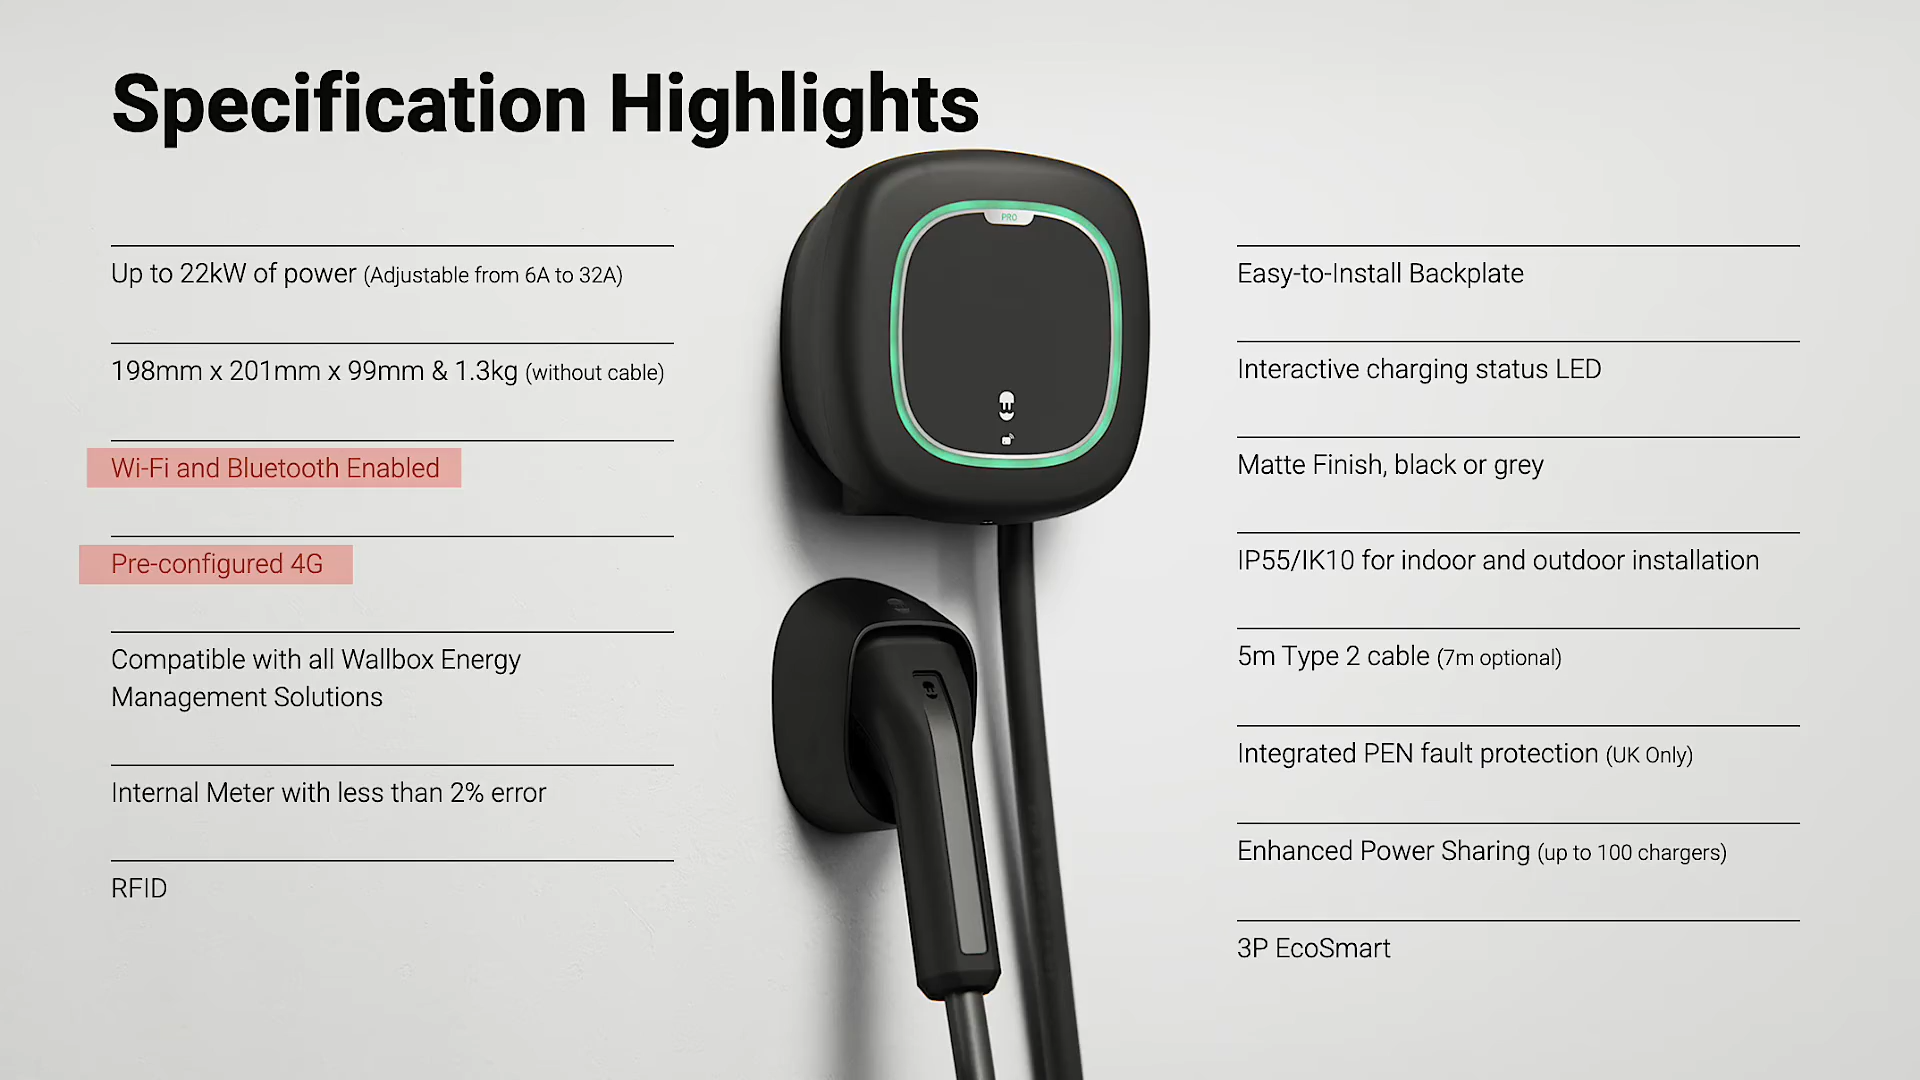 Specification Highlights
PRO
Up to 22kW of power (Adjustable from 6A to 32A)
198mm x 201mm x 99mm & 1.3kg (without cable)
Wi-Fi and Bluetooth Enabled
Pre-configured 4G
Compatible with all Wallbox Energy
Management Solutions
Internal Meter with less than 2% error
RFID
Easy-to-Install Backplate
Interactive charging status LED
Matte Finish, black or grey
IP55/IK10 for indoor and outdoor installation
5m Type 2 cable (7m optional)
Integrated PEN fault protection (UK Only)
Enhanced Power Sharing (up to 100 chargers)
3P EcoSmart